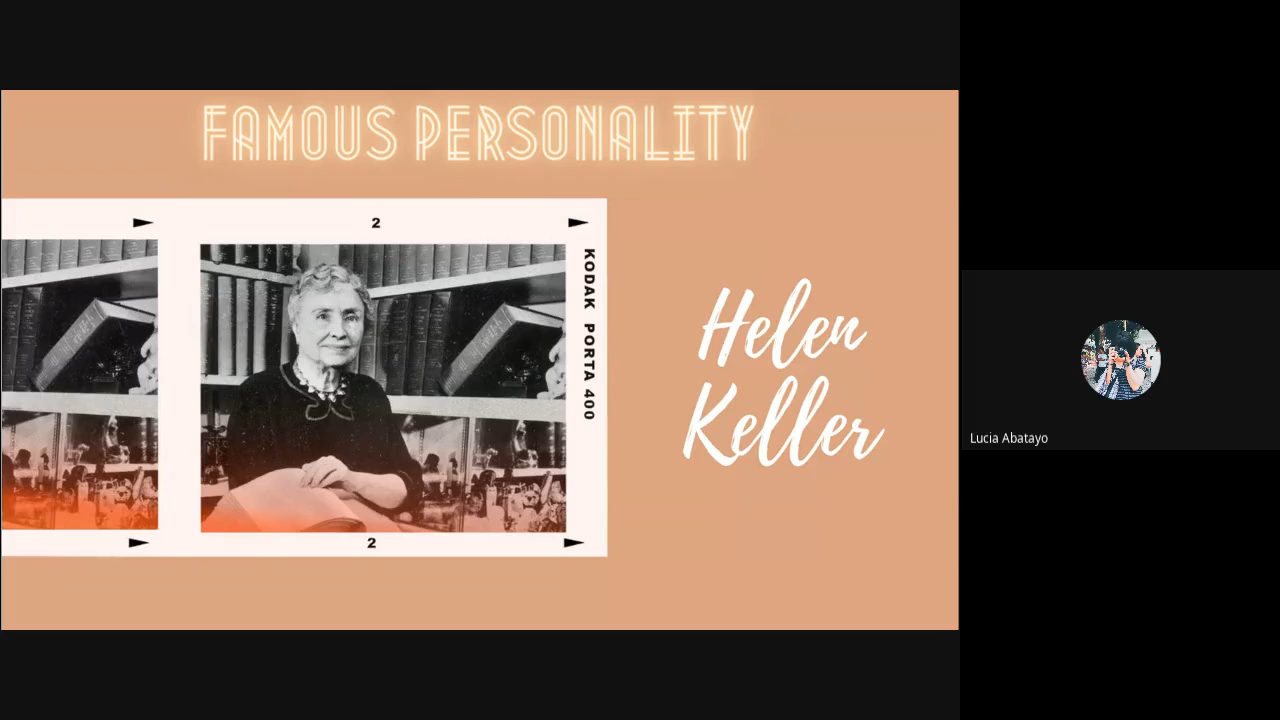 FAMOUS PERSONALITY
2
KODAK PORTA 400
Helen
Keller
2
Lucia Abatayo